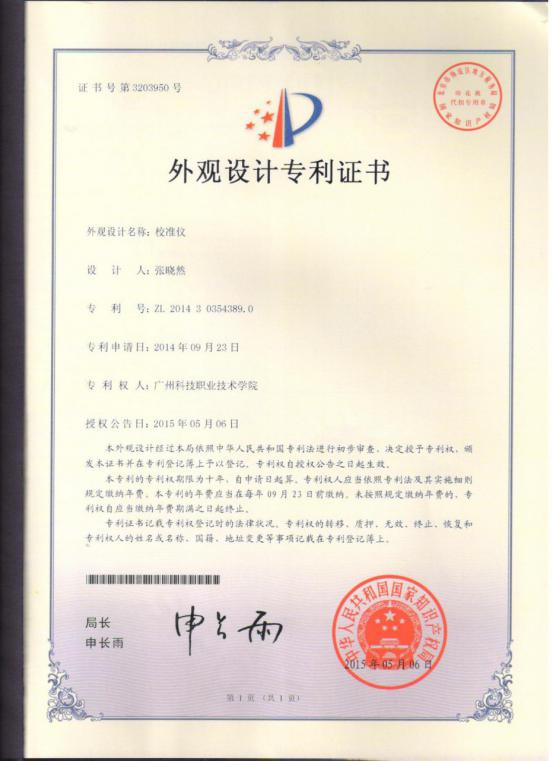 证书号第3203950号
印花税
代扣专用章
国家知识产权局
外观设计专利证书
外观设计名称：校准仪
设 计 人：张晓然
专 利 号：ZL 2014 3 0354389.0
专利申请日：2014年09月23日
专 利 权 人：广州科技职业技术学院
授权公告日：2015年05月06日
本外观设计经过本局依照中华人民共和国专利法进行初步审查，决定授予专利权，颁
发本证书并在专利登记簿上予以登记。专利权自授权公告之日起生效。
本专利的专利权期限为十年，自申请日起算。专利权人应当依照专利法及其实施细则
规定缴纳年费。本专利的年费应当在每年09月23日前缴纳。未按照规定缴纳年费的，专
利权自应当缴纳年费期满之日起终止。
专利证书记载专利权登记时的法律状况。专利权的转移、质押、无效、终止、恢复和
专利权人的姓名或名称、国籍、地址变更等事项记载在专利登记簿上。
局长
申长雨
申长雨
中华人民共和国国家知识产权局
2015年05月06日
第1页（共1页）